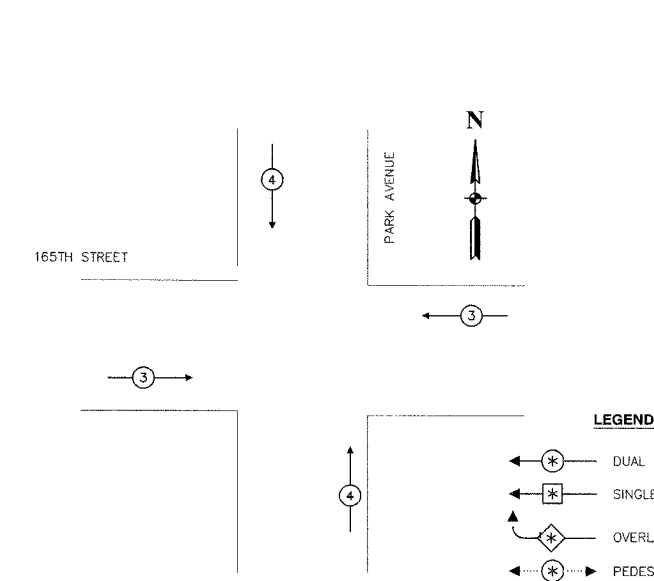 N
4
PARK AVENUE
165TH STREET
3
3
LEGEND
* DUAL
4
* SINGLE
* OVERL
* PEDES